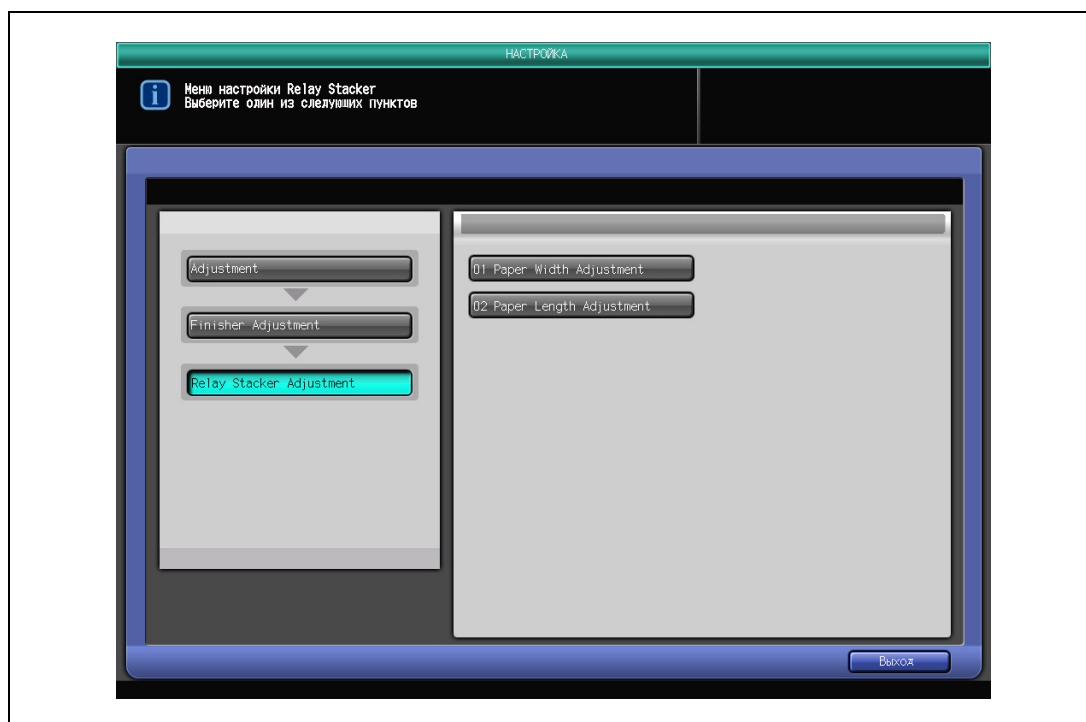 НАСТРОЙКА
Меню настройки Relay Stacker
Выберите один из следующих пунктов
Adjustment
Finisher Adjustment
Relay Stacker Adjustment
01 Paper Width Adjustment
02 Paper Length Adjustment
Выход